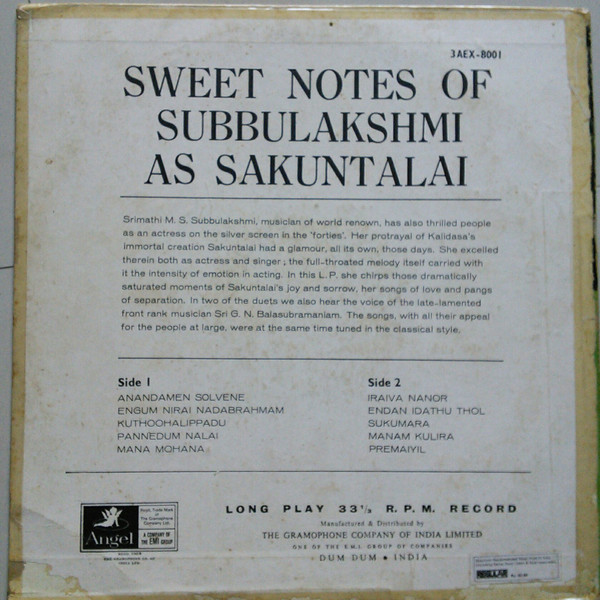 3AEX-8001
SWEET NOTES OF
SUBBULAKSHMI
AS SAKUNTALAI
Srimathi M. S. Subbulakshmi, musician of world renown, has also thrilled people
as an actress on the silver screen in the 'forties'. Her protrayal of Kalidasa's
immortal creation Sakuntalai had a glamour, all its own, those days. She excelled
therein both as actress and singer; the full-throated melody itself carried with
it the intensity of emotion in acting. In this L. P. she chirps those dramatically
saturated moments of Sakuntalai's joy and sorrow, her songs of love and pangs
of separation. In two of the duets we also hear the voice of the late-lamented
front rank musician Sri G. N. Balasubramaniam. The songs, with all their appeal
for the people at large, were at the same time tuned in the classical style.
Side 1
ANANDAMEN SOLVENE
ENGUM NIRAI NADABRAHMAM
KUTHOOHALIPPADU
PANNEDUM NALAI
MANA MOHANA
Side 2
IRAIVA NANOR
ENDAN IDATHU THOL
SUKUMARA
MANAM KULIRA
PREMAIYIL
Angel
Regd. Trade Mark
of
The Gramophone
Company Ltd.
A COMPANY OF
THE EMI GROUP
LONG PLAY 33⅓ R.P.M. RECORD
Manufactured & Distributed by
THE GRAMOPHONE COMPANY OF INDIA LIMITED
ONE OF THE E.M.I. GROUP OF COMPANIES
DUM DUM • INDIA